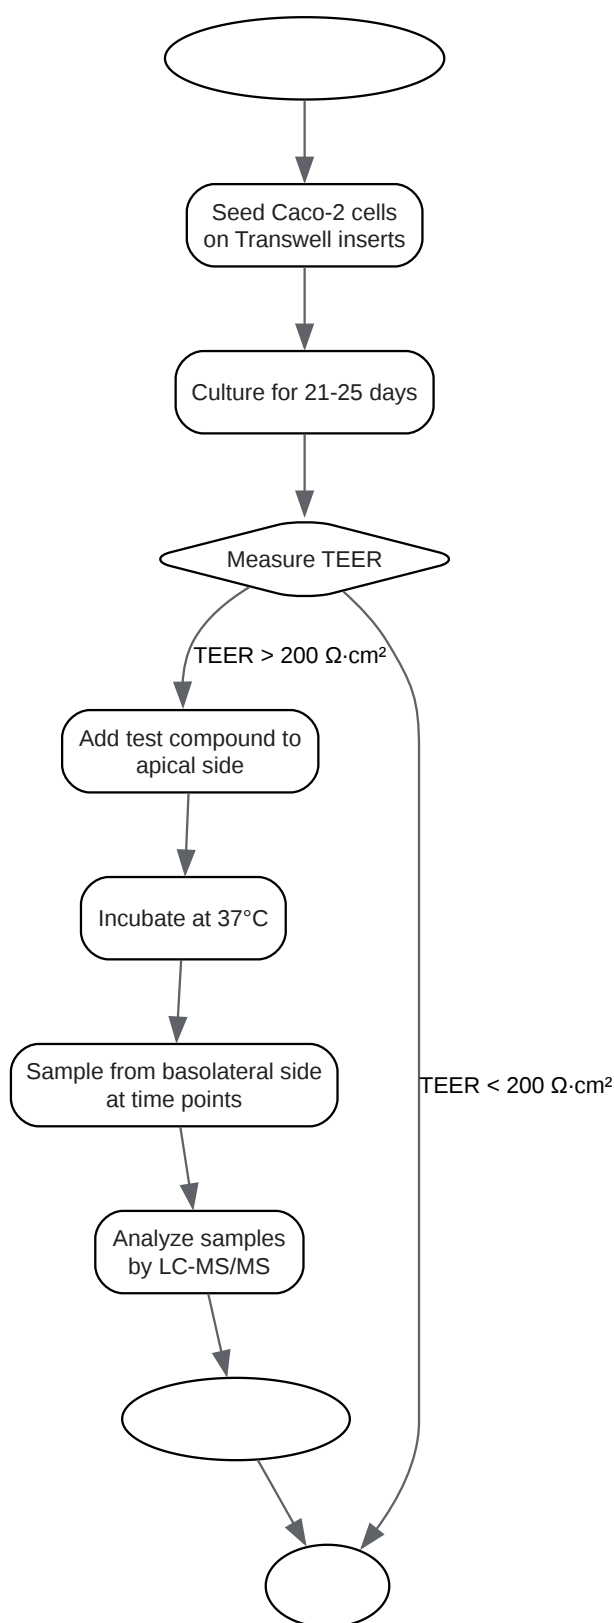 Seed Caco-2 cells
on Transwell inserts
Culture for 21-25 days
Measure TEER
TEER > 200 Ω·cm²
Add test compound to
apical side
Incubate at 37°C
Sample from basolateral side
at time points
TEER < 200 Ω·cm²
Analyze samples
by LC-MS/MS